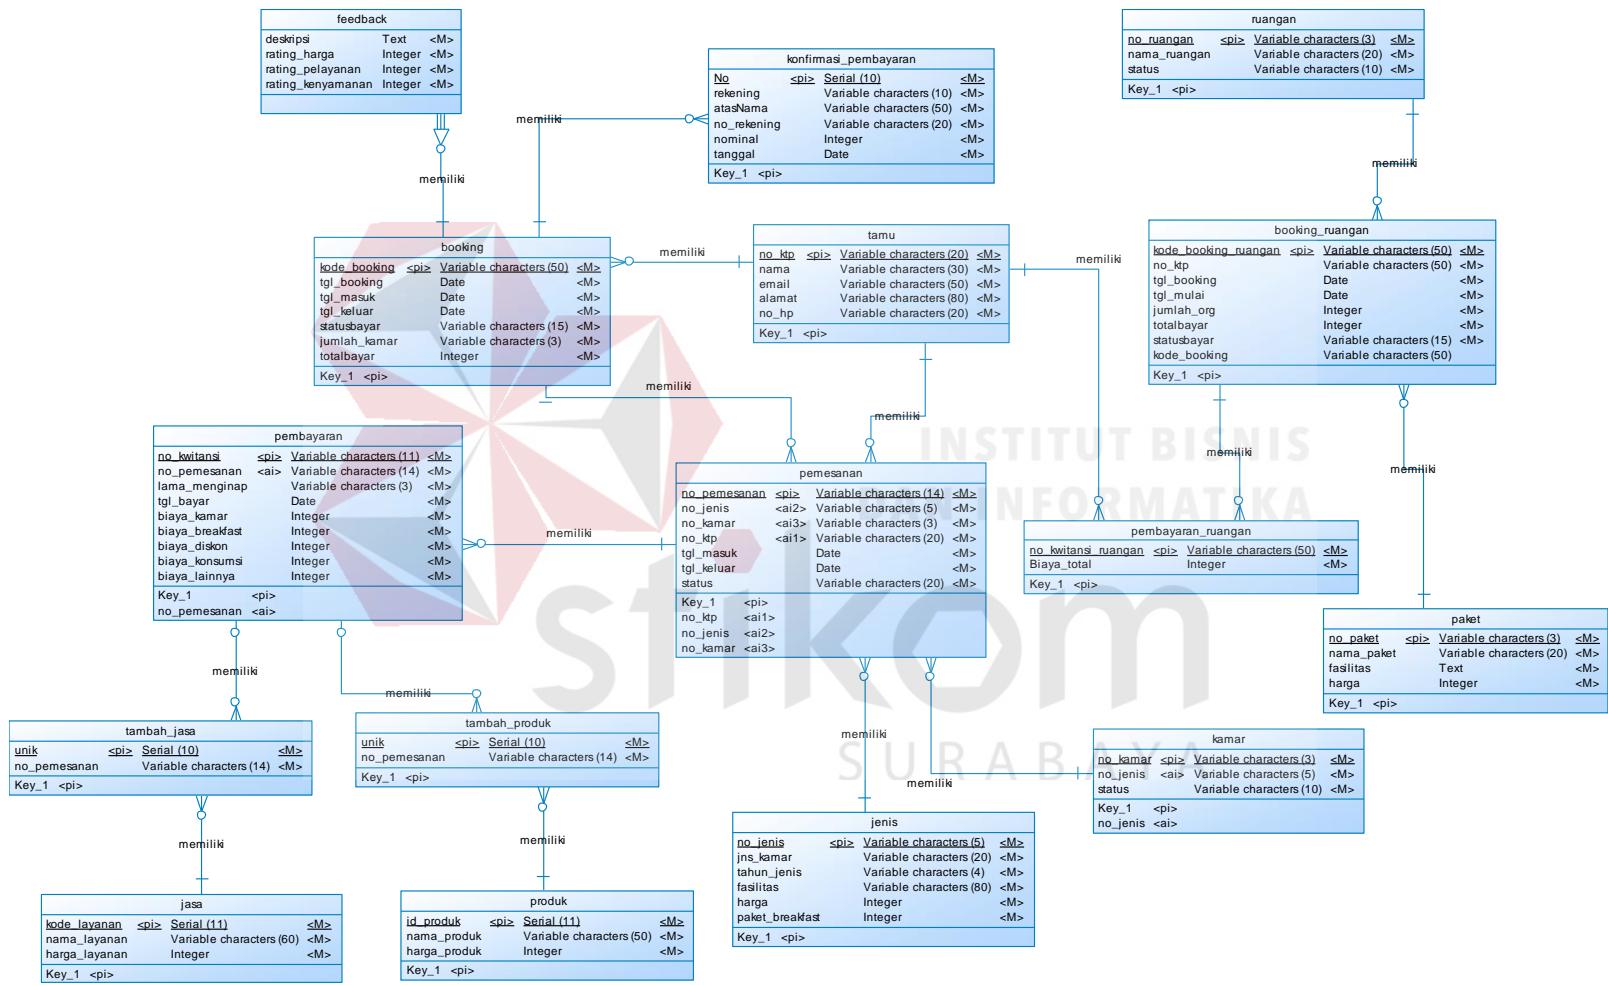 feedback
deskripsi Text <M>
rating_harga Integer <M>
rating_pelayanan Integer <M>
rating_kenyamanan Integer <M>
konfirmasi_pembayaran
No <pi> Serial (10) <M>
rekening Variable characters (10) <M>
atasNama Variable characters (50) <M>
no_rekening Variable characters (20) <M>
nominal Integer <M>
tanggal Date <M>
Key_1 <pi>
ruangan
no_ruangan <pi> Variable characters (3) <M>
nama_ruangan Variable characters (20) <M>
status Variable characters (10) <M>
Key_1 <pi>
memiliki
memiliki
memiliki
booking
kode_booking <pi> Variable characters (50) <M>
tgl_booking Date <M>
tgl_masuk Date <M>
tgl_keluar Date <M>
statusbayar Variable characters (15) <M>
jumlah_kamar Variable characters (3) <M>
totalbayar Integer <M>
Key_1 <pi>
memiliki
tamu
no_ktp <pi> Variable characters (20) <M>
nama Variable characters (30) <M>
email Variable characters (50) <M>
alamat Variable characters (80) <M>
no_hp Variable characters (20) <M>
Key_1 <pi>
memiliki
booking_ruangan
kode_booking_ruangan <pi> Variable characters (50) <M>
no_ktp Variable characters (50) <M>
tgl_booking Date <M>
tgl_mulai Date <M>
jumlah_org Integer <M>
totalbayar Integer <M>
statusbayar Variable characters (15) <M>
kode_booking Variable characters (50)
Key_1 <pi>
memiliki
memiliki
memiliki
memiliki
INSTITUT BISNIS
DAN INFORMATIKA
stikom
SURABAYA
pembayaran
no_kwitansi <pi> Variable characters (11) <M>
no_pemesanan <ai> Variable characters (14) <M>
lama_menginap Variable characters (3) <M>
tgl_bayar Date <M>
biaya_kamar Integer <M>
biaya_breakfast Integer <M>
biaya_diskon Integer <M>
biaya_konsumsi Integer <M>
biaya_lainnya Integer <M>
Key_1 <pi>
no_pemesanan <ai>
memiliki
pemesanan
no_pemesanan <pi> Variable characters (14) <M>
no_jenis <ai2> Variable characters (5) <M>
no_kamar <ai3> Variable characters (3) <M>
no_ktp <ai1> Variable characters (20) <M>
tgl_masuk Date <M>
tgl_keluar Date <M>
status Variable characters (20) <M>
Key_1 <pi>
no_ktp <ai1>
no_jenis <ai2>
no_kamar <ai3>
pembayaran_ruangan
no_kwitansi_ruangan <pi> Variable characters (50) <M>
Biaya_total Integer <M>
Key_1 <pi>
paket
no_paket <pi> Variable characters (3) <M>
nama_paket Variable characters (20) <M>
fasilitas Text <M>
harga Integer <M>
Key_1 <pi>
memiliki
memiliki
tambah_jasa
unik <pi> Serial (10) <M>
no_pemesanan Variable characters (14) <M>
Key_1 <pi>
tambah_produk
unik <pi> Serial (10) <M>
no_pemesanan Variable characters (14) <M>
Key_1 <pi>
memiliki
memiliki
kamar
no_kamar <pi> Variable characters (3) <M>
no_jenis <ai> Variable characters (5) <M>
status Variable characters (10) <M>
Key_1 <pi>
no_jenis <ai>
memiliki
memiliki
jenis
no_jenis <pi> Variable characters (5) <M>
jns_kamar Variable characters (20) <M>
tahun_jenis Variable characters (4) <M>
fasilitas Variable characters (80) <M>
harga Integer <M>
paket_breakfast Integer <M>
Key_1 <pi>
jasa
kode_layanan <pi> Serial (11) <M>
nama_layanan Variable characters (60) <M>
harga_layanan Integer <M>
Key_1 <pi>
produk
id_produk <pi> Serial (11) <M>
nama_produk Variable characters (50) <M>
harga_produk Integer <M>
Key_1 <pi>